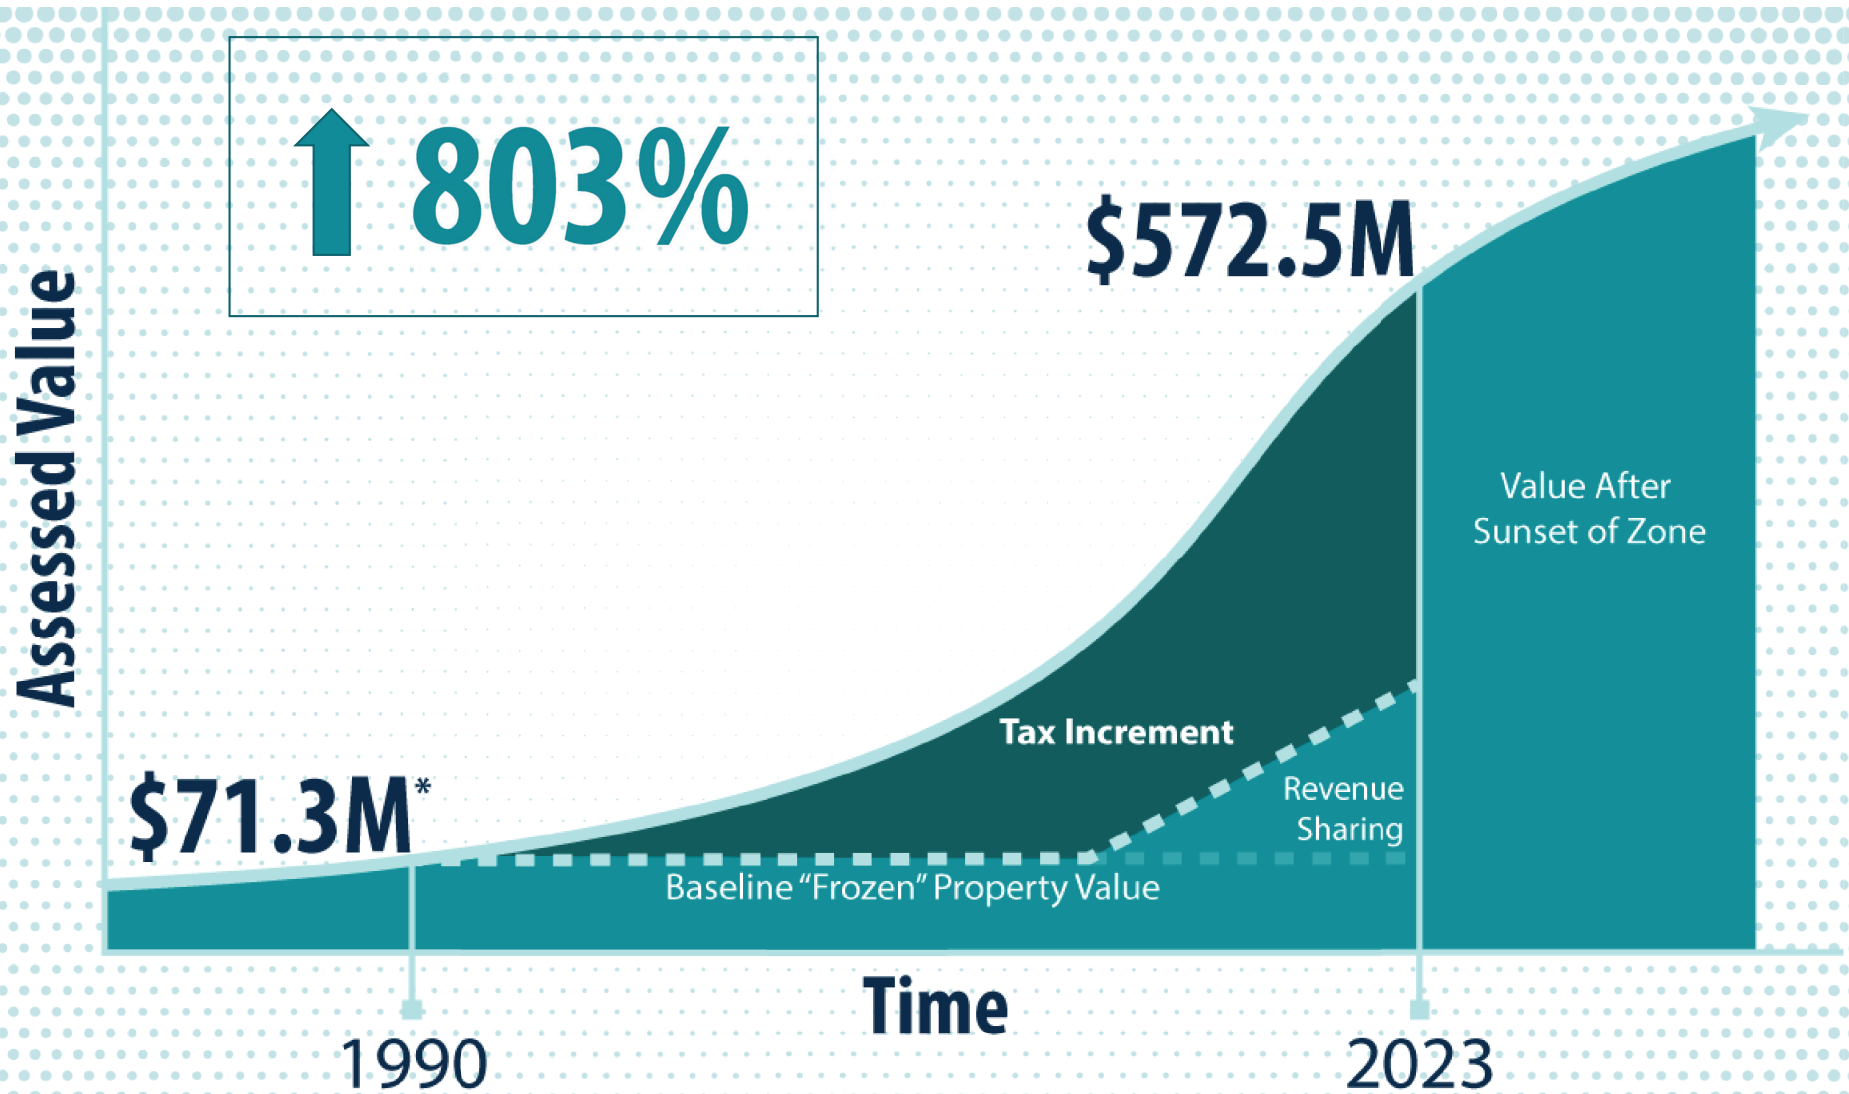 803%
$572.5M
Assessed Value
Value After
Sunset of Zone
Tax Increment
$71.3M*
Revenue
Sharing
Baseline “Frozen” Property Value
Time
1990
2023